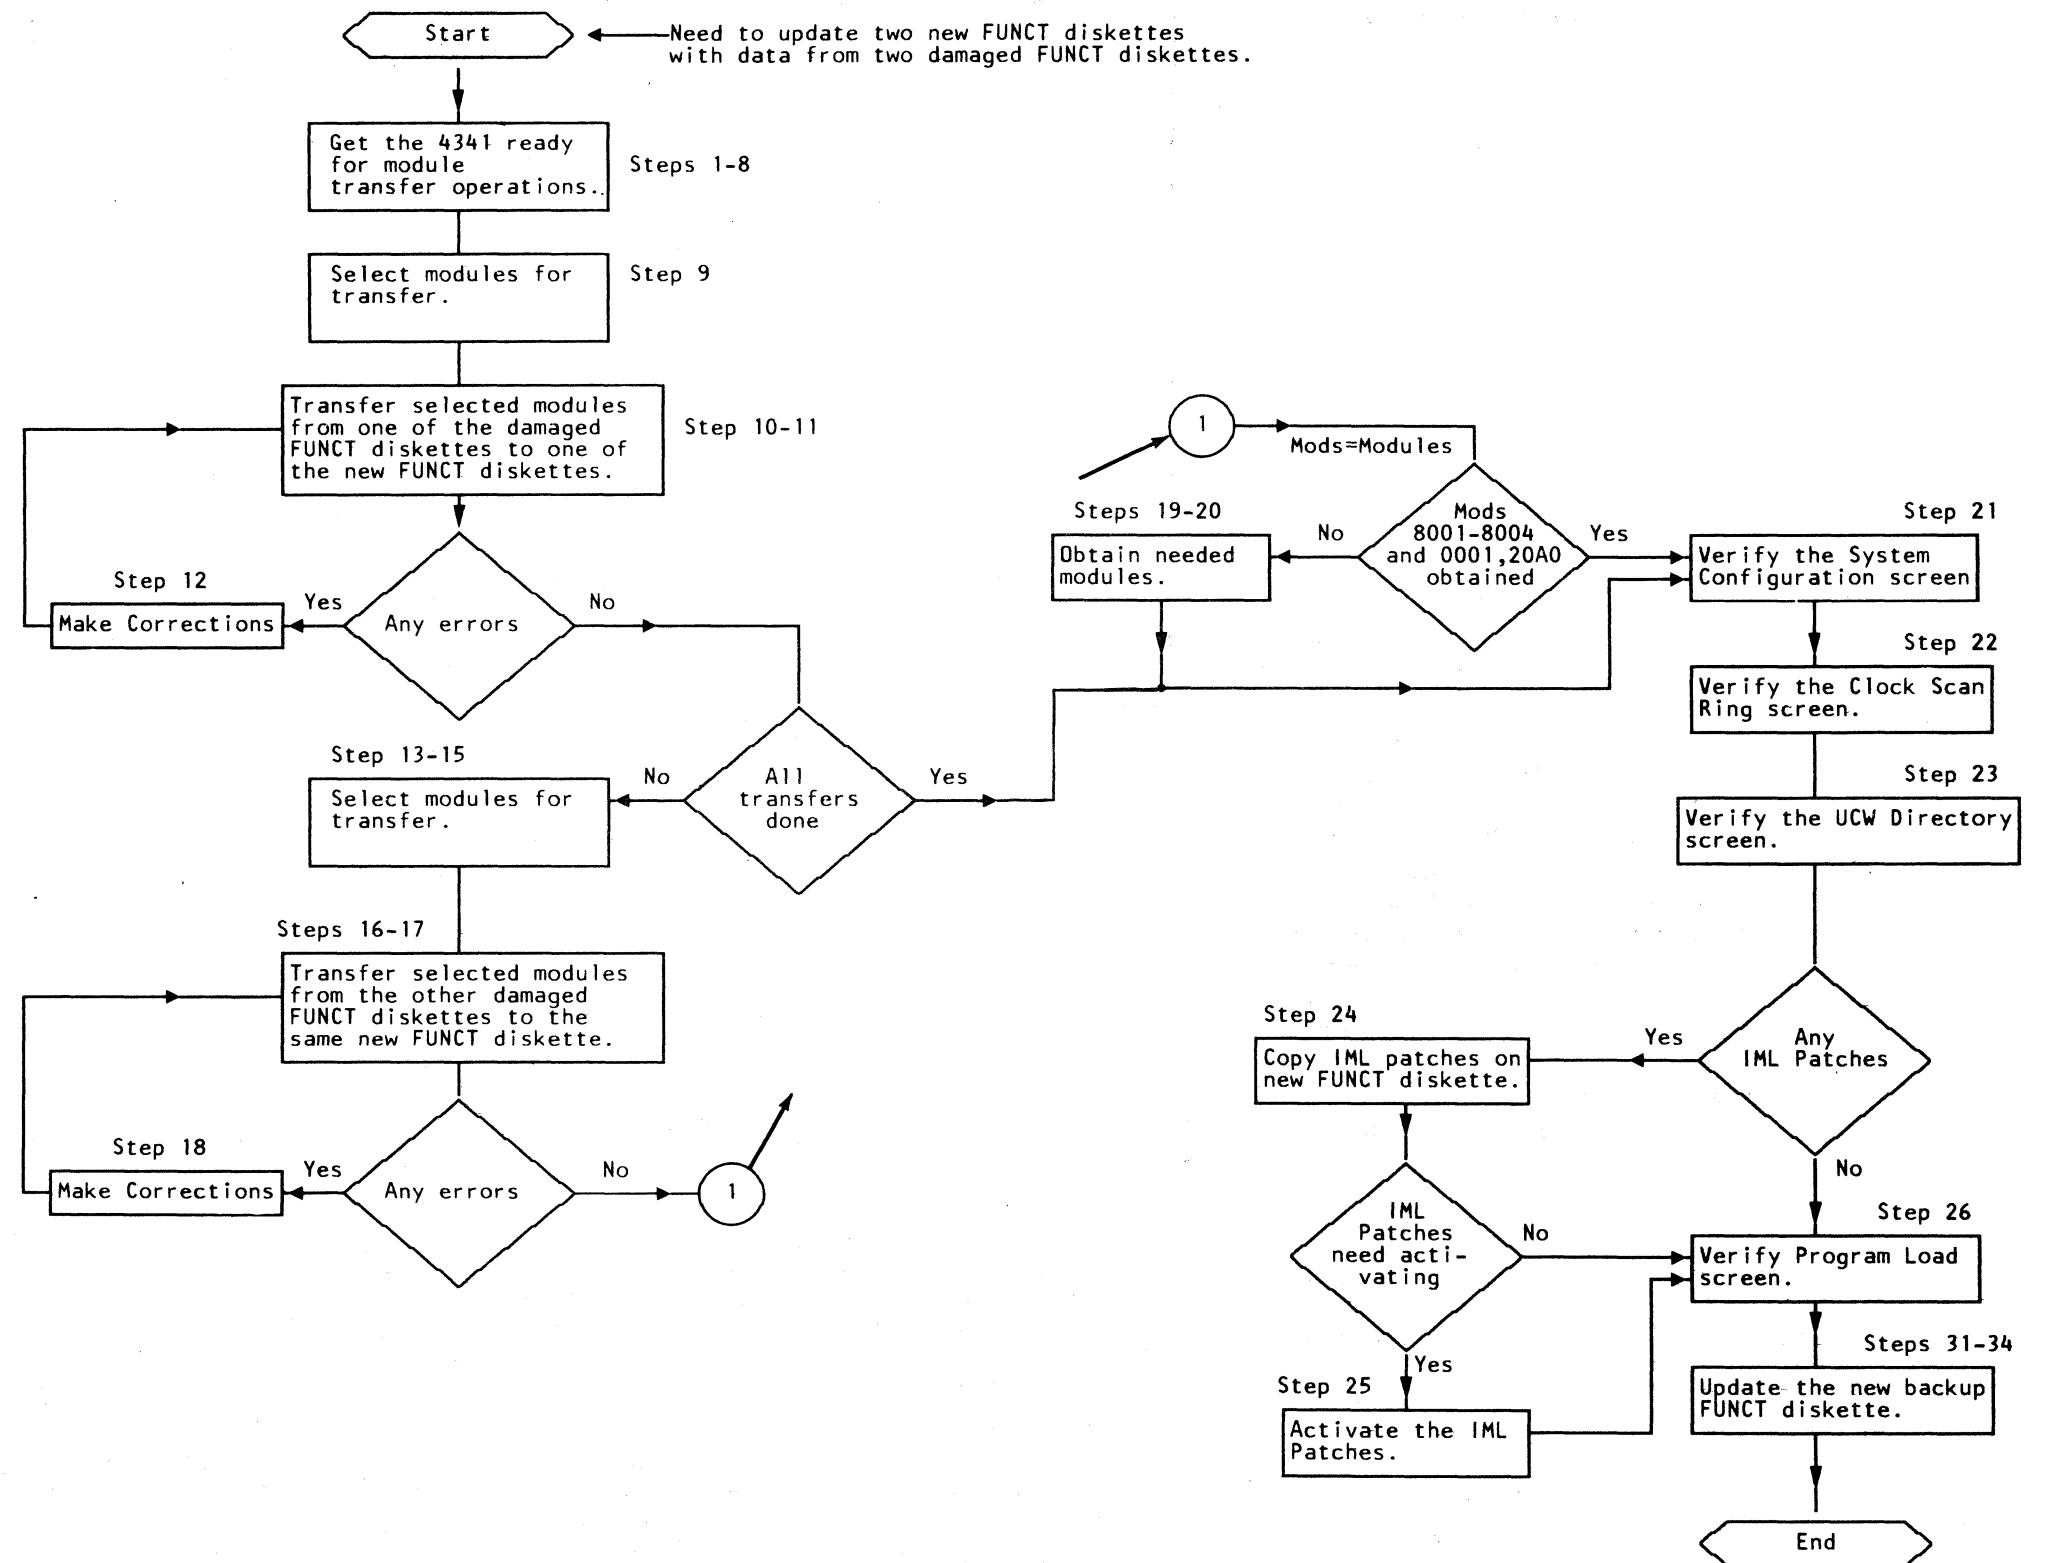 Start
Need to update two new FUNCT diskettes
with data from two damaged FUNCT diskettes.
Get the 4341 ready
for module
transfer operations.
Steps 1-8
Select modules for
transfer.
Step 9
Transfer selected modules
from one of the damaged
FUNCT diskettes to one of
the new FUNCT diskettes.
Step 10-11
Any errors
Yes
No
Step 12
Make Corrections
All
transfers
done
No
Yes
Step 13-15
Select modules for
transfer.
Steps 16-17
Transfer selected modules
from the other damaged
FUNCT diskettes to the
same new FUNCT diskette.
Any errors
Yes
No
Step 18
Make Corrections
1
1
Mods=Modules
Mods
8001-8004
and 0001,20A0
obtained
No
Yes
Steps 19-20
Obtain needed
modules.
Step 21
Verify the System
Configuration screen
Step 22
Verify the Clock Scan
Ring screen.
Step 23
Verify the UCW Directory
screen.
Any
IML Patches
Yes
No
Step 24
Copy IML patches on
new FUNCT diskette.
IML
Patches
need acti-
vating
No
Yes
Step 25
Activate the IML
Patches.
Step 26
Verify Program Load
screen.
Steps 31-34
Update the new backup
FUNCT diskette.
End